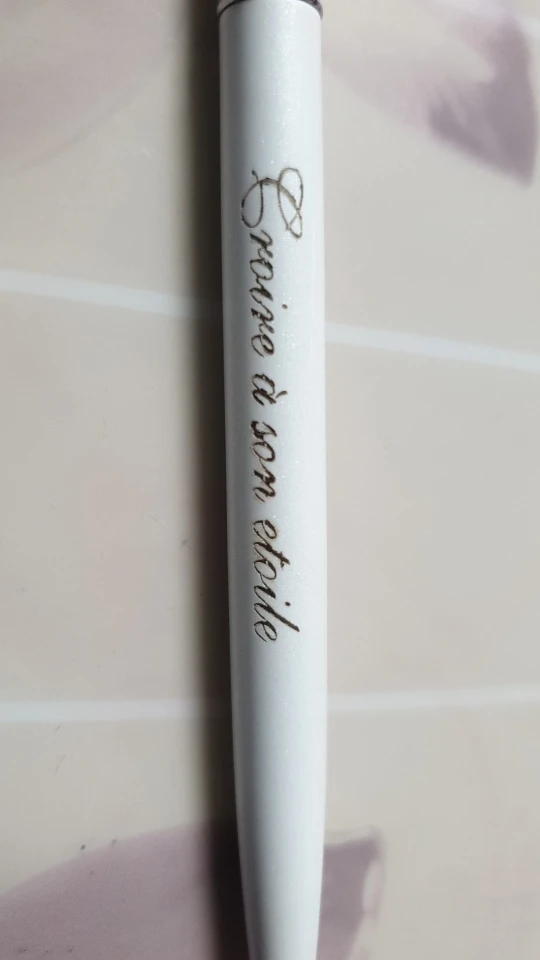 Croire à son etoile